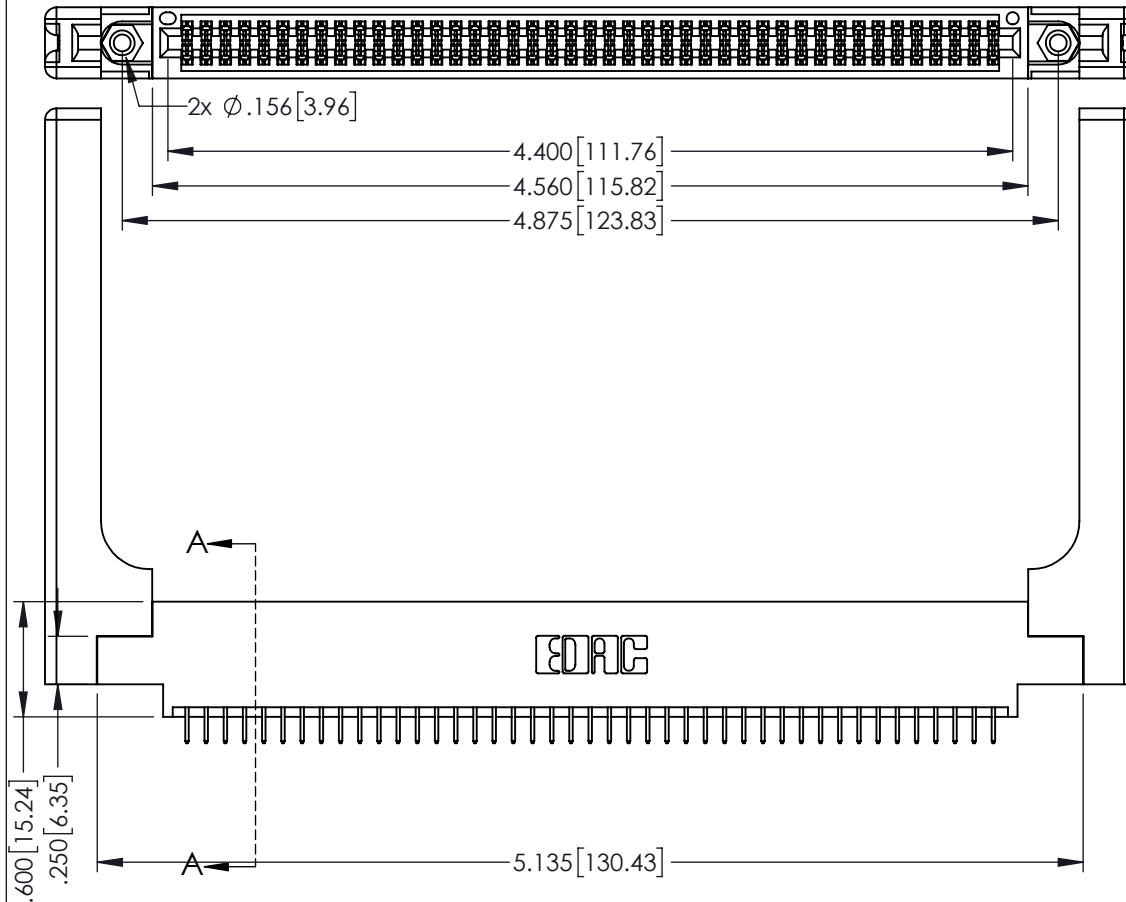 2x ∅.156[3.96]
4.400[111.76]
4.560[115.82]
4.875[123.83]
A
EDAC
.600[15.24]
.250[6.35]
A
5.135[130.43]